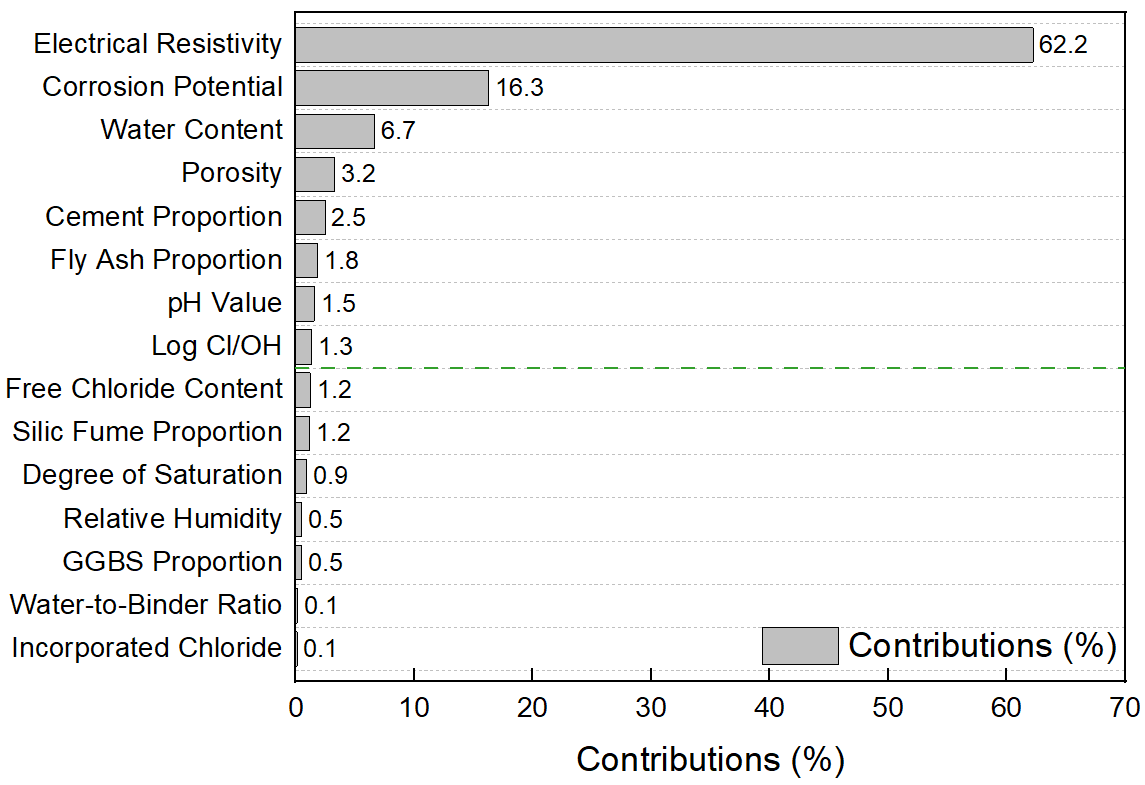 Electrical Resistivity 62.2
Corrosion Potential 16.3
Water Content 6.7
Porosity 3.2
Cement Proportion 2.5
Fly Ash Proportion 1.8
pH Value 1.5
Log Cl/OH 1.3
Free Chloride Content 1.2
Silic Fume Proportion 1.2
Degree of Saturation 0.9
Relative Humidity 0.5
GGBS Proportion 0.5
Water-to-Binder Ratio 0.1
Incorporated Chloride 0.1
Contributions (%)
0 10 20 30 40 50 60 70
Contributions (%)